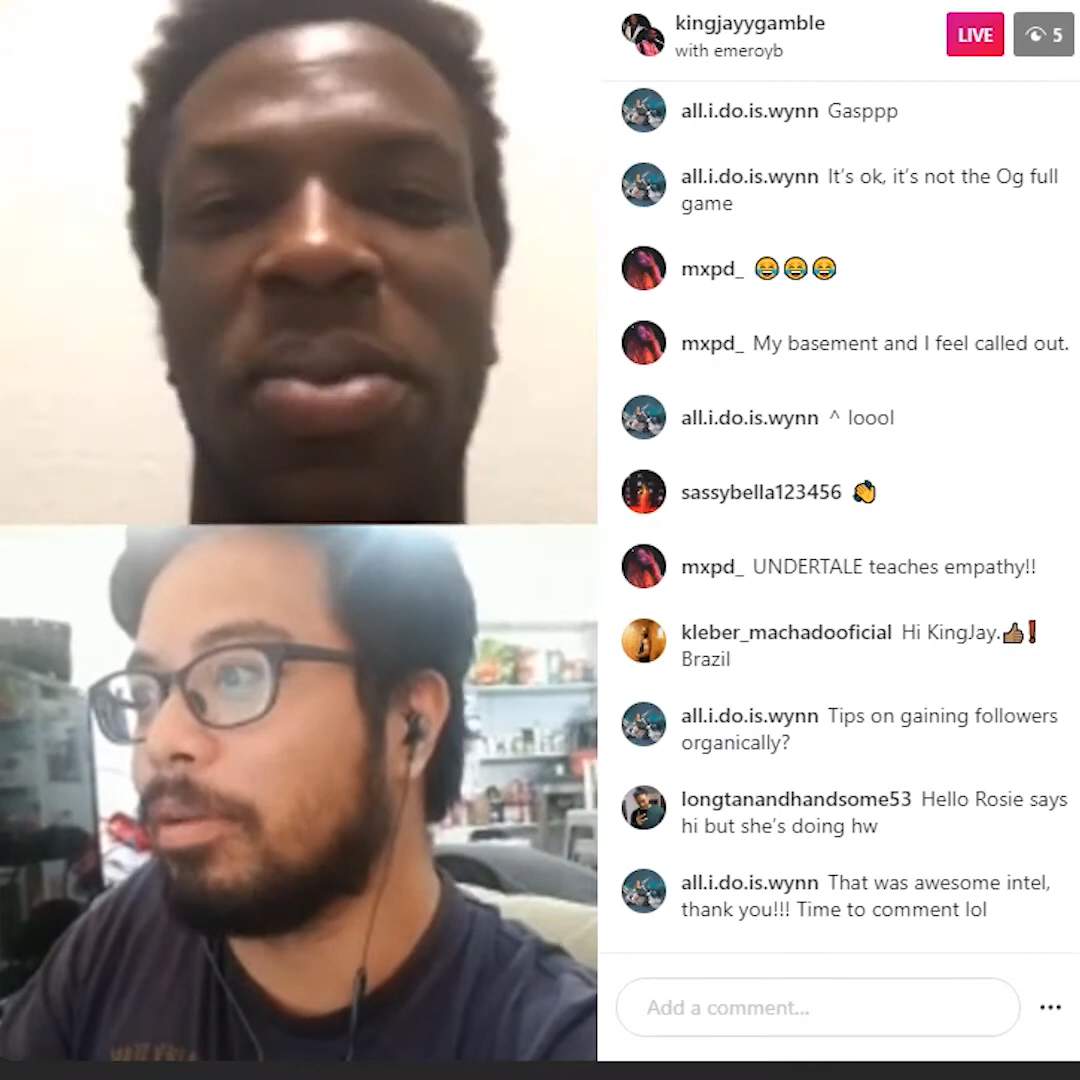 kingjayygamble
with emeroyb
LIVE
5
all.i.do.is.wynn Gasppp
all.i.do.is.wynn It's ok, it's not the Og full
game
mxpd_ 😂😂😂
mxpd_ My basement and I feel called out.
all.i.do.is.wynn ^ loool
sassybella123456 👏
mxpd_ UNDERTALE teaches empathy!!
kleber_machadooficial Hi KingJay.👍🏽❗
Brazil
all.i.do.is.wynn Tips on gaining followers
organically?
longtanandhandsome53 Hello Rosie says
hi but she's doing hw
all.i.do.is.wynn That was awesome intel,
thank you!!! Time to comment lol
Add a comment...